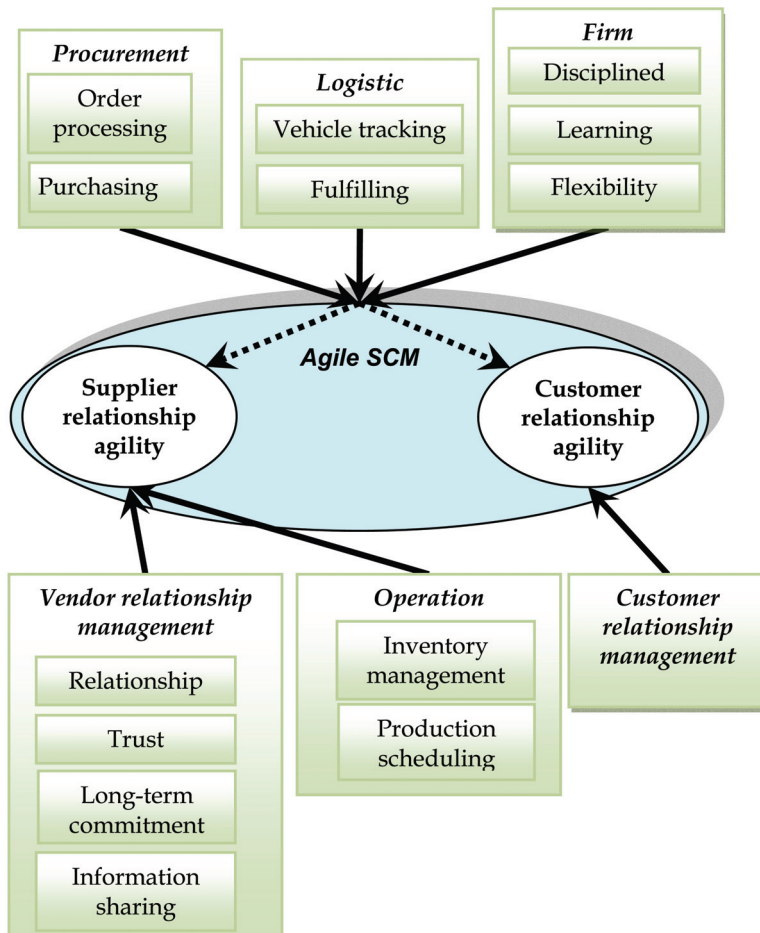 Procurement
Order
processing
Purchasing
Logistic
Vehicle tracking
Fulfilling
Firm
Disciplined
Learning
Flexibility
Agile SCM
Supplier
relationship
agility
Customer
relationship
agility
Vendor relationship
management
Relationship
Trust
Long-term
commitment
Information
sharing
Operation
Inventory
management
Production
scheduling
Customer
relationship
management